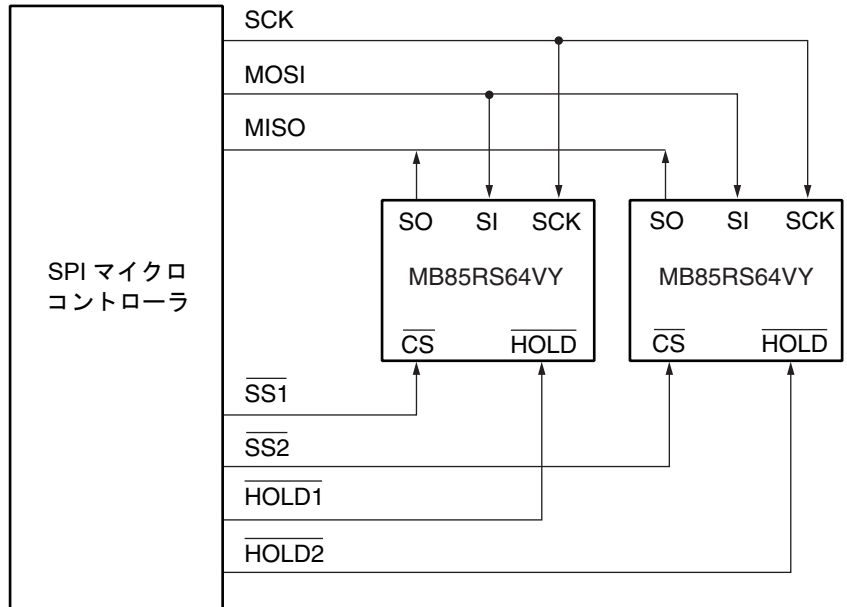 SCK
MOSI
MISO
SO SI SCK
MB85RS64VY
CS HOLD
SO SI SCK
MB85RS64VY
CS HOLD
SPI マイクロ
コントローラ
SS1
SS2
HOLD1
HOLD2